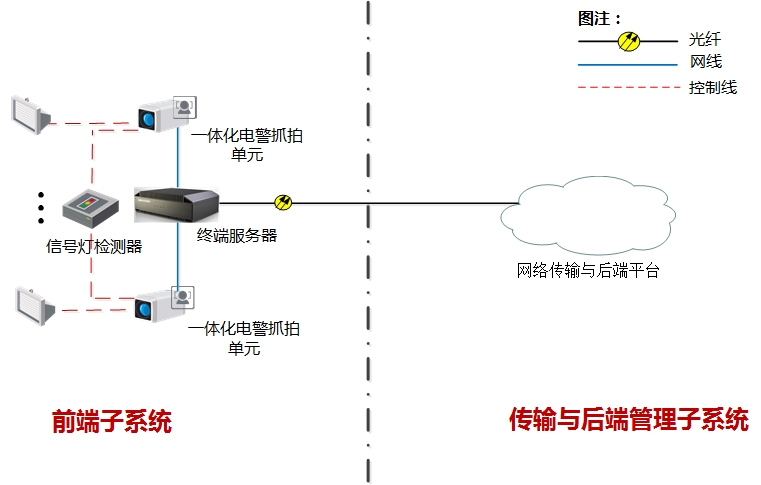 图注：
光纤
网线
控制线
一体化电警抓拍
单元
信号灯检测器
终端服务器
网络传输与后端平台
一体化电警抓拍
单元
前端子系统
传输与后端管理子系统